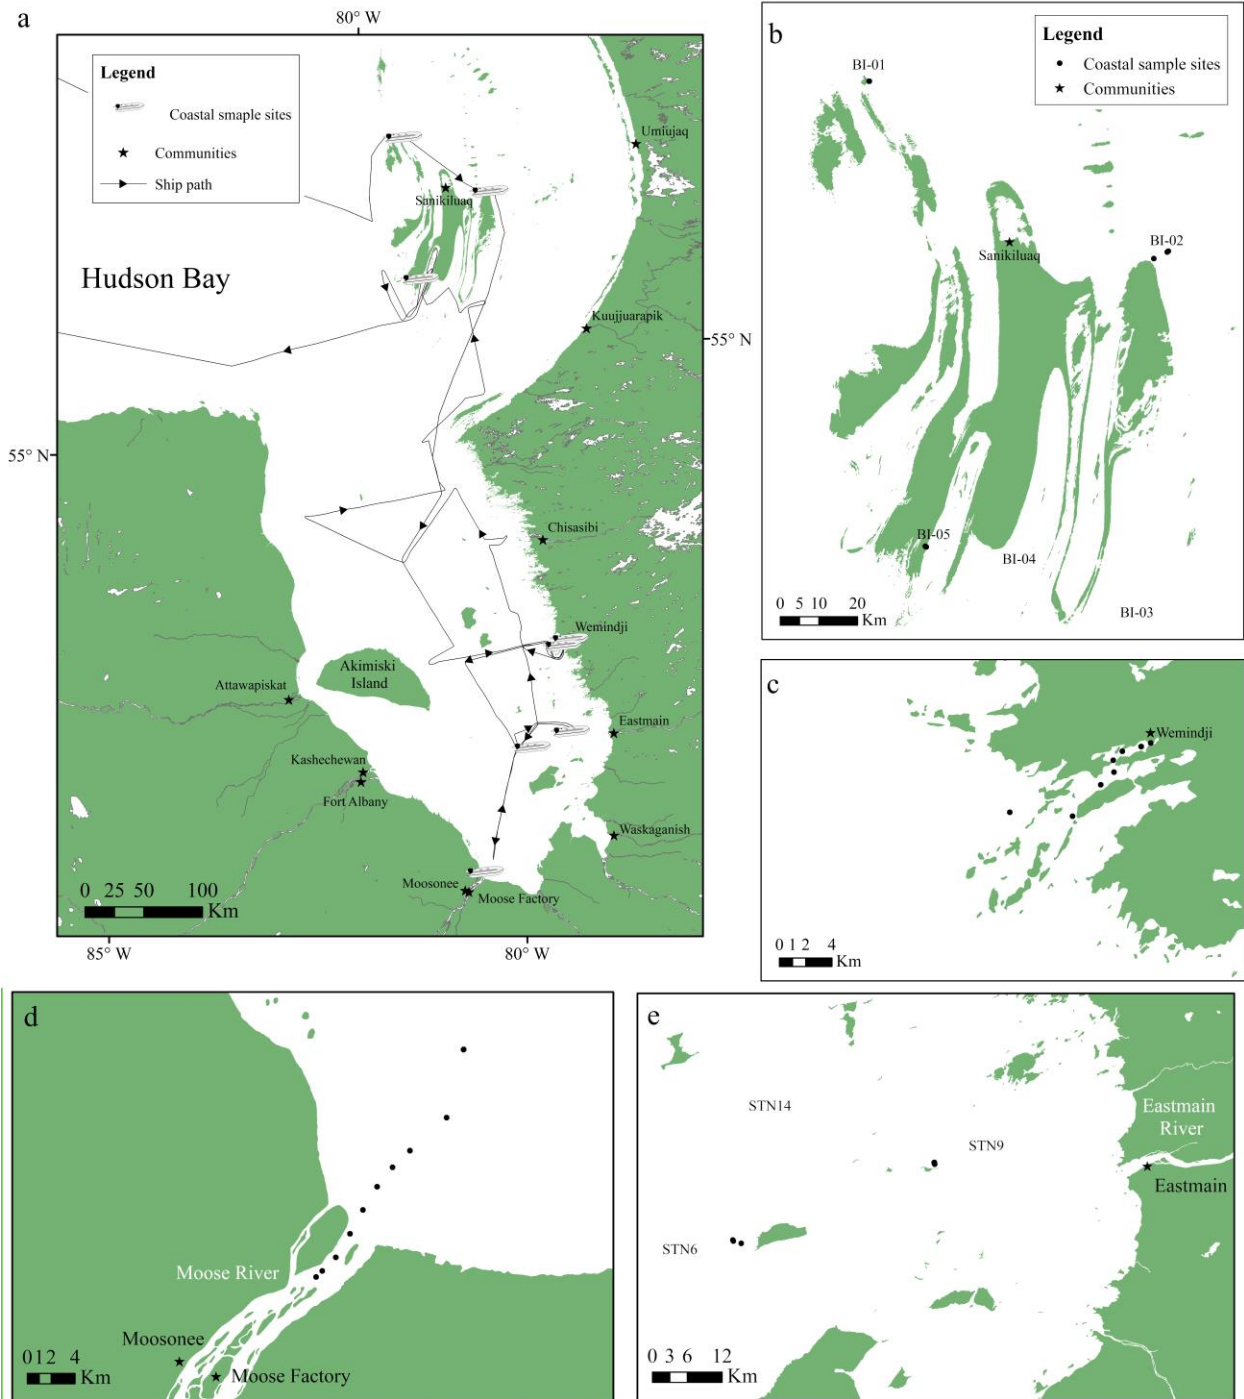 a
80° W
Legend
Coastal smaple sites
Communities
Ship path
Umiujaq
Sanikiluaq
Hudson Bay
Kuujjuarapik
55° N
55° N
Chisasibi
Wemindji
Akimiski
Island
Attawapiskat
Eastmain
Kashechewan
Fort Albany
Waskaganish
Moosonee
Moose Factory
0 25 50 100
Km
85° W
80° W
b
Legend
Coastal sample sites
Communities
BI-01
BI-02
Sanikiluaq
BI-05
BI-04
BI-03
0 5 10 20
Km
c
Wemindji
0 1 2 4
Km
d
Moose River
Moosonee
Moose Factory
0 1 2 4
Km
e
STN14
Eastmain
River
STN9
Eastmain
STN6
0 3 6 12
Km